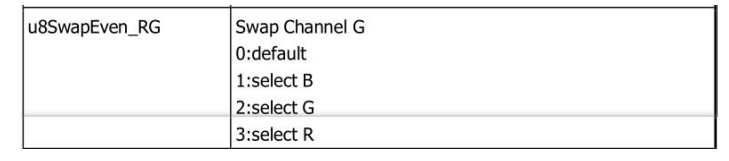 u8SwapEven_RG
Swap Channel G
0:default
1:select B
2:select G
3:select R